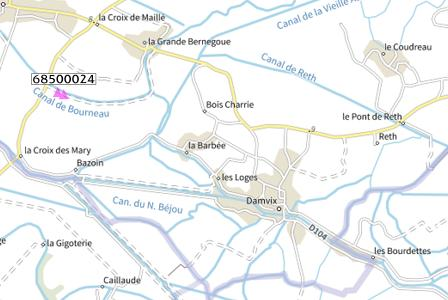 la Croix de Maillé
Canal de la Vieille A
la Grande Bernegoue
le Coudreau
Canal de Reth
68500024
Canal de Bourneau
Bois Charrie
le Pont de Reth
Reth
la Barbée
la Croix des Mary
Bazoin
les Loges
Can. du N. Béjou
Damvix
D104
la Gigoterie
les Bourdettes
Caillaude